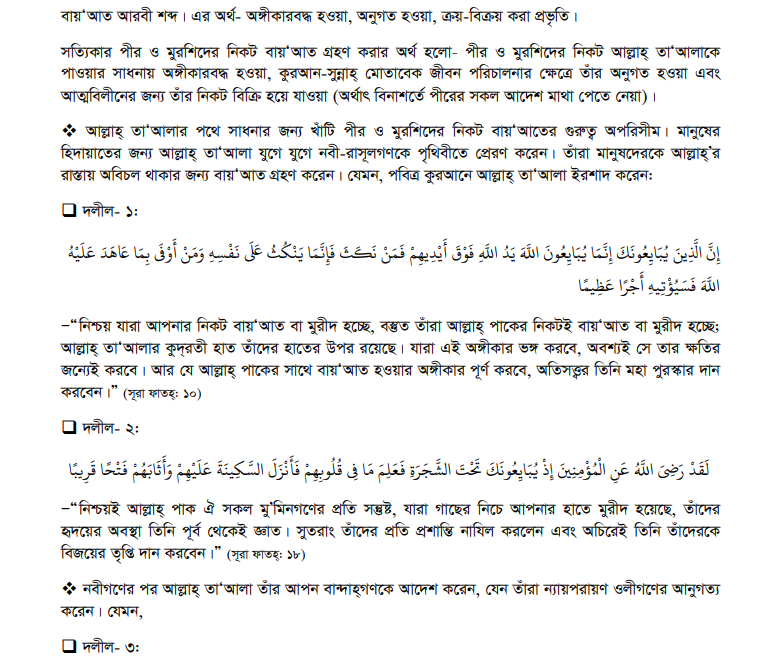 বায়‘আত আরবী শব্দ। এর অর্থ- অঙ্গীকারবদ্ধ হওয়া, অনুগত হওয়া, ক্রয়-বিক্রয় করা প্রভৃতি।
সত্যিকার পীর ও মুরশিদের নিকট বায়‘আত গ্রহণ করার অর্থ হলো- পীর ও মুরশিদের নিকট আল্লাহ্ তা‘আলাকে
পাওয়ার সাধনায় অঙ্গীকারবদ্ধ হওয়া, কুরআন-সুন্নাহ্ মোতাবেক জীবন পরিচালনার ক্ষেত্রে তাঁর অনুগত হওয়া এবং
আত্মবিলীনের জন্য তাঁর নিকট বিক্রি হয়ে যাওয়া (অর্থাৎ বিনাশর্তে পীরের সকল আদেশ মাথা পেতে নেয়া)।
❖ আল্লাহ্ তা‘আলার পথে সাধনার জন্য খাঁটি পীর ও মুরশিদের নিকট বায়‘আতের গুরুত্ব অপরিসীম। মানুষের
হিদায়াতের জন্য আল্লাহ্ তা‘আলা যুগে যুগে নবী-রাসূলগণকে পৃথিবীতে প্রেরণ করেন। তাঁরা মানুষদেরকে আল্লাহ্’র
রাস্তায় অবিচল থাকার জন্য বায়‘আত গ্রহণ করেন। যেমন, পবিত্র কুরআনে আল্লাহ্ তা‘আলা ইরশাদ করেন:
❑ দলীল- ১:
إِنَّ الَّذِينَ يُبَايِعُونَكَ إِنَّمَا يُبَايِعُونَ اللَّهَ يَدُ اللَّهِ فَوْقَ أَيْدِيهِمْ فَمَنْ نَكَثَ فَإِنَّمَا يَنْكُثُ عَلَى نَفْسِهِ وَمَنْ أَوْفَى بِمَا عَاهَدَ عَلَيْهُ
اللَّهَ فَسَيُؤْتِيهِ أَجْرًا عَظِيمًا
–“নিশ্চয় যারা আপনার নিকট বায়‘আত বা মুরীদ হচ্ছে, বস্তুত তাঁরা আল্লাহ্ পাকের নিকটই বায়‘আত বা মুরীদ হচ্ছে;
আল্লাহ্ তা‘আলার কুদ্‌রতী হাত তাঁদের হাতের উপর রয়েছে। যারা এই অঙ্গীকার ভঙ্গ করবে, অবশ্যই সে তার ক্ষতির
জন্যেই করবে। আর যে আল্লাহ্ পাকের সাথে বায়‘আত হওয়ার অঙ্গীকার পূর্ণ করবে, অতিসত্ত্বর তিনি মহা পুরস্কার দান
করবেন।” (সূরা ফাতহ্: ১০)
❑ দলীল- ২:
لَقَدْ رَضِيَ اللَّهُ عَنِ الْمُؤْمِنِينَ إِذْ يُبَايِعُونَكَ تَحْتَ الشَّجَرَةِ فَعَلِمَ مَا فِي قُلُوبِهِمْ فَأَنْزَلَ السَّكِينَةَ عَلَيْهِمْ وَأَثَابَهُمْ فَتْحًا قَرِيبًا
–“নিশ্চয়ই আল্লাহ্ পাক ঐ সকল মু’মিনগণের প্রতি সন্তুষ্ট, যারা গাছের নিচে আপনার হাতে মুরীদ হয়েছে, তাঁদের
হৃদয়ের অবস্থা তিনি পূর্ব থেকেই জ্ঞাত। সুতরাং তাঁদের প্রতি প্রশান্তি নাযিল করলেন এবং অচিরেই তিনি তাঁদেরকে
বিজয়ের তৃপ্তি দান করবেন।” (সূরা ফাতহ্: ১৮)
❖ নবীগণের পর আল্লাহ্ তা‘আলা তাঁর আপন বান্দাহ্‌গণকে আদেশ করেন, যেন তাঁরা ন্যায়পরায়ণ ওলীগণের আনুগত্য
করেন। যেমন,
❑ দলীল- ৩: